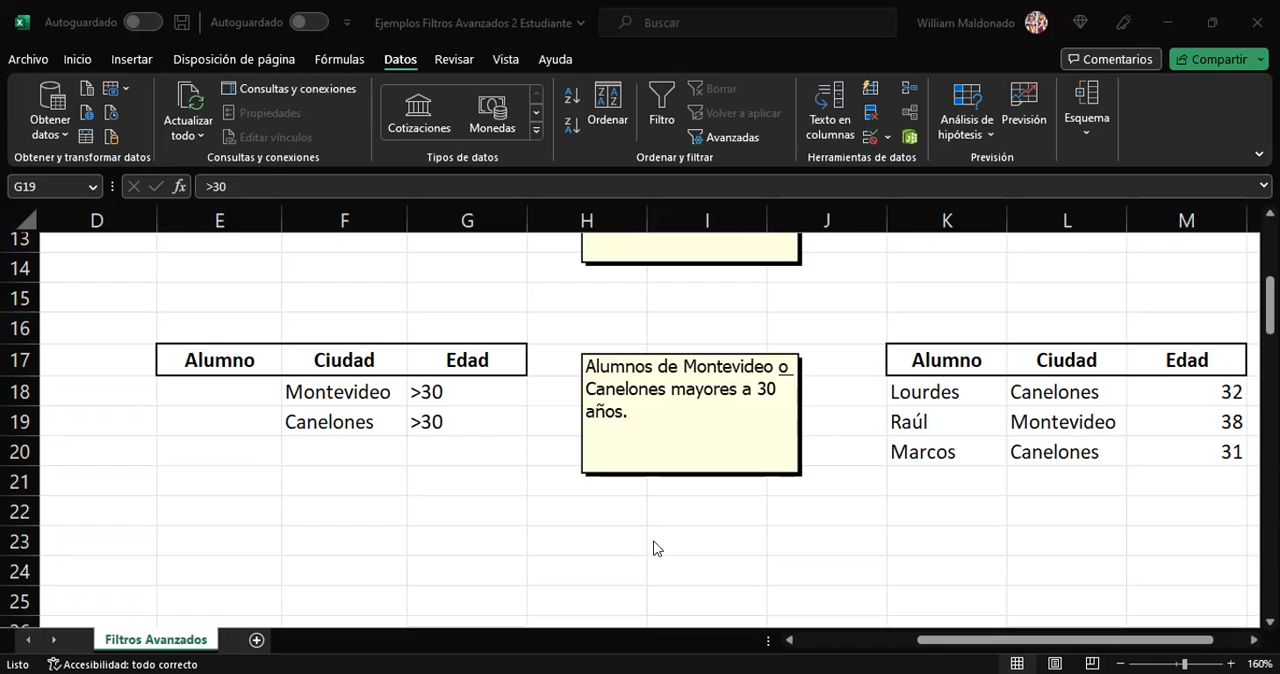 Autoguardado Autoguardado Ejemplos Filtros Avanzados 2 Estudiante Buscar William Maldonado
Archivo Inicio Insertar Disposición de página Fórmulas Datos Revisar Vista Ayuda Comentarios Compartir
Obtener datos
Obtener y transformar datos
Actualizar todo
Consultas y conexiones
Propiedades
Editar vínculos
Consultas y conexiones
Cotizaciones Monedas
Tipos de datos
Ordenar
Filtro
Borrar
Volver a aplicar
Avanzadas
Ordenar y filtrar
Texto en columnas
Herramientas de datos
Análisis de hipótesis
Previsión
Previsión
Esquema
G19 fx >30
D E F G H I J K L M
13
14
15
16
17 Alumno Ciudad Edad Alumno Ciudad Edad
18 Montevideo >30 Lourdes Canelones 32
19 Canelones >30 Raúl Montevideo 38
20 Marcos Canelones 31
21
22
23
24
25
Alumnos de Montevideo o
Canelones mayores a 30
años.
Filtros Avanzados
Listo Accesibilidad: todo correcto 160%